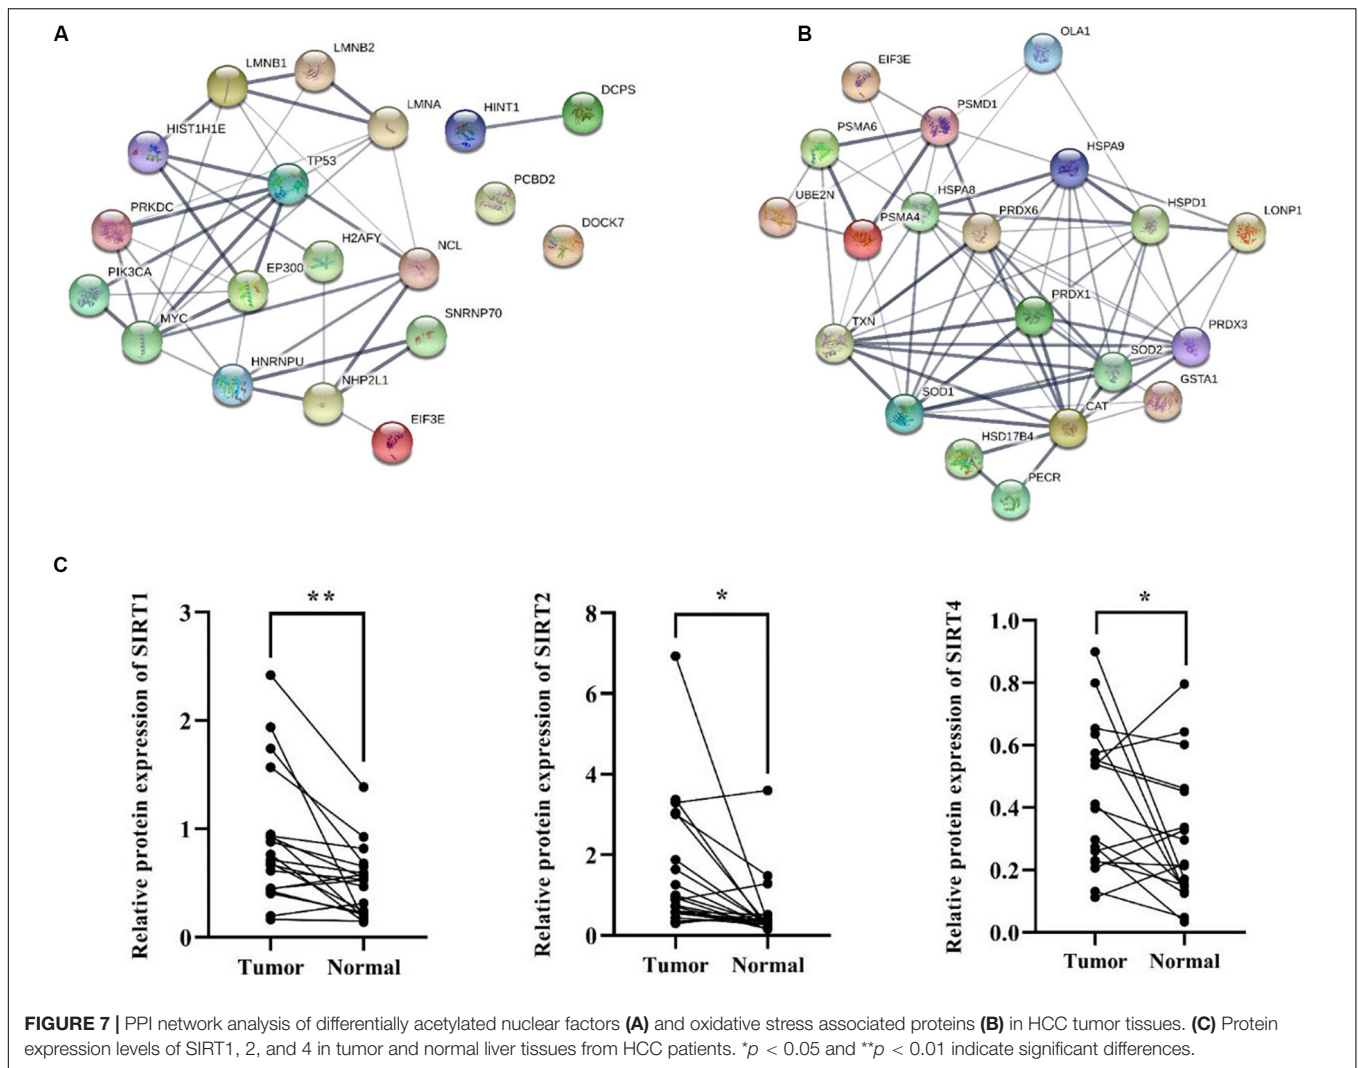 A
LMNB1
LMNB2
LMNA
HINT1
DCPS
HIST1H1E
TP53
PCBD2
PRKDC
DOCK7
H2AFY
NCL
PIK3CA
EP300
MYC
SNRNP70
HNRNPU
NHP2L1
EIF3E
B
OLA1
EIF3E
PSMD1
PSMA6
HSPA9
UBE2N
HSPA8
PSMA4
PRDX6
HSPD1
LONP1
PRDX1
TXN
PRDX3
SOD2
GSTA1
SOD1
CAT
HSD17B4
PECR
C
Relative protein expression of SIRT1
3
2
1
0
**
Tumor Normal
Relative protein expression of SIRT2
8
6
4
2
0
*
Tumor Normal
Relative protein expression of SIRT4
1.0
0.8
0.6
0.4
0.2
0.0
*
Tumor Normal
FIGURE 7 | PPI network analysis of differentially acetylated nuclear factors (A) and oxidative stress associated proteins (B) in HCC tumor tissues. (C) Protein
expression levels of SIRT1, 2, and 4 in tumor and normal liver tissues from HCC patients. *p < 0.05 and **p < 0.01 indicate significant differences.